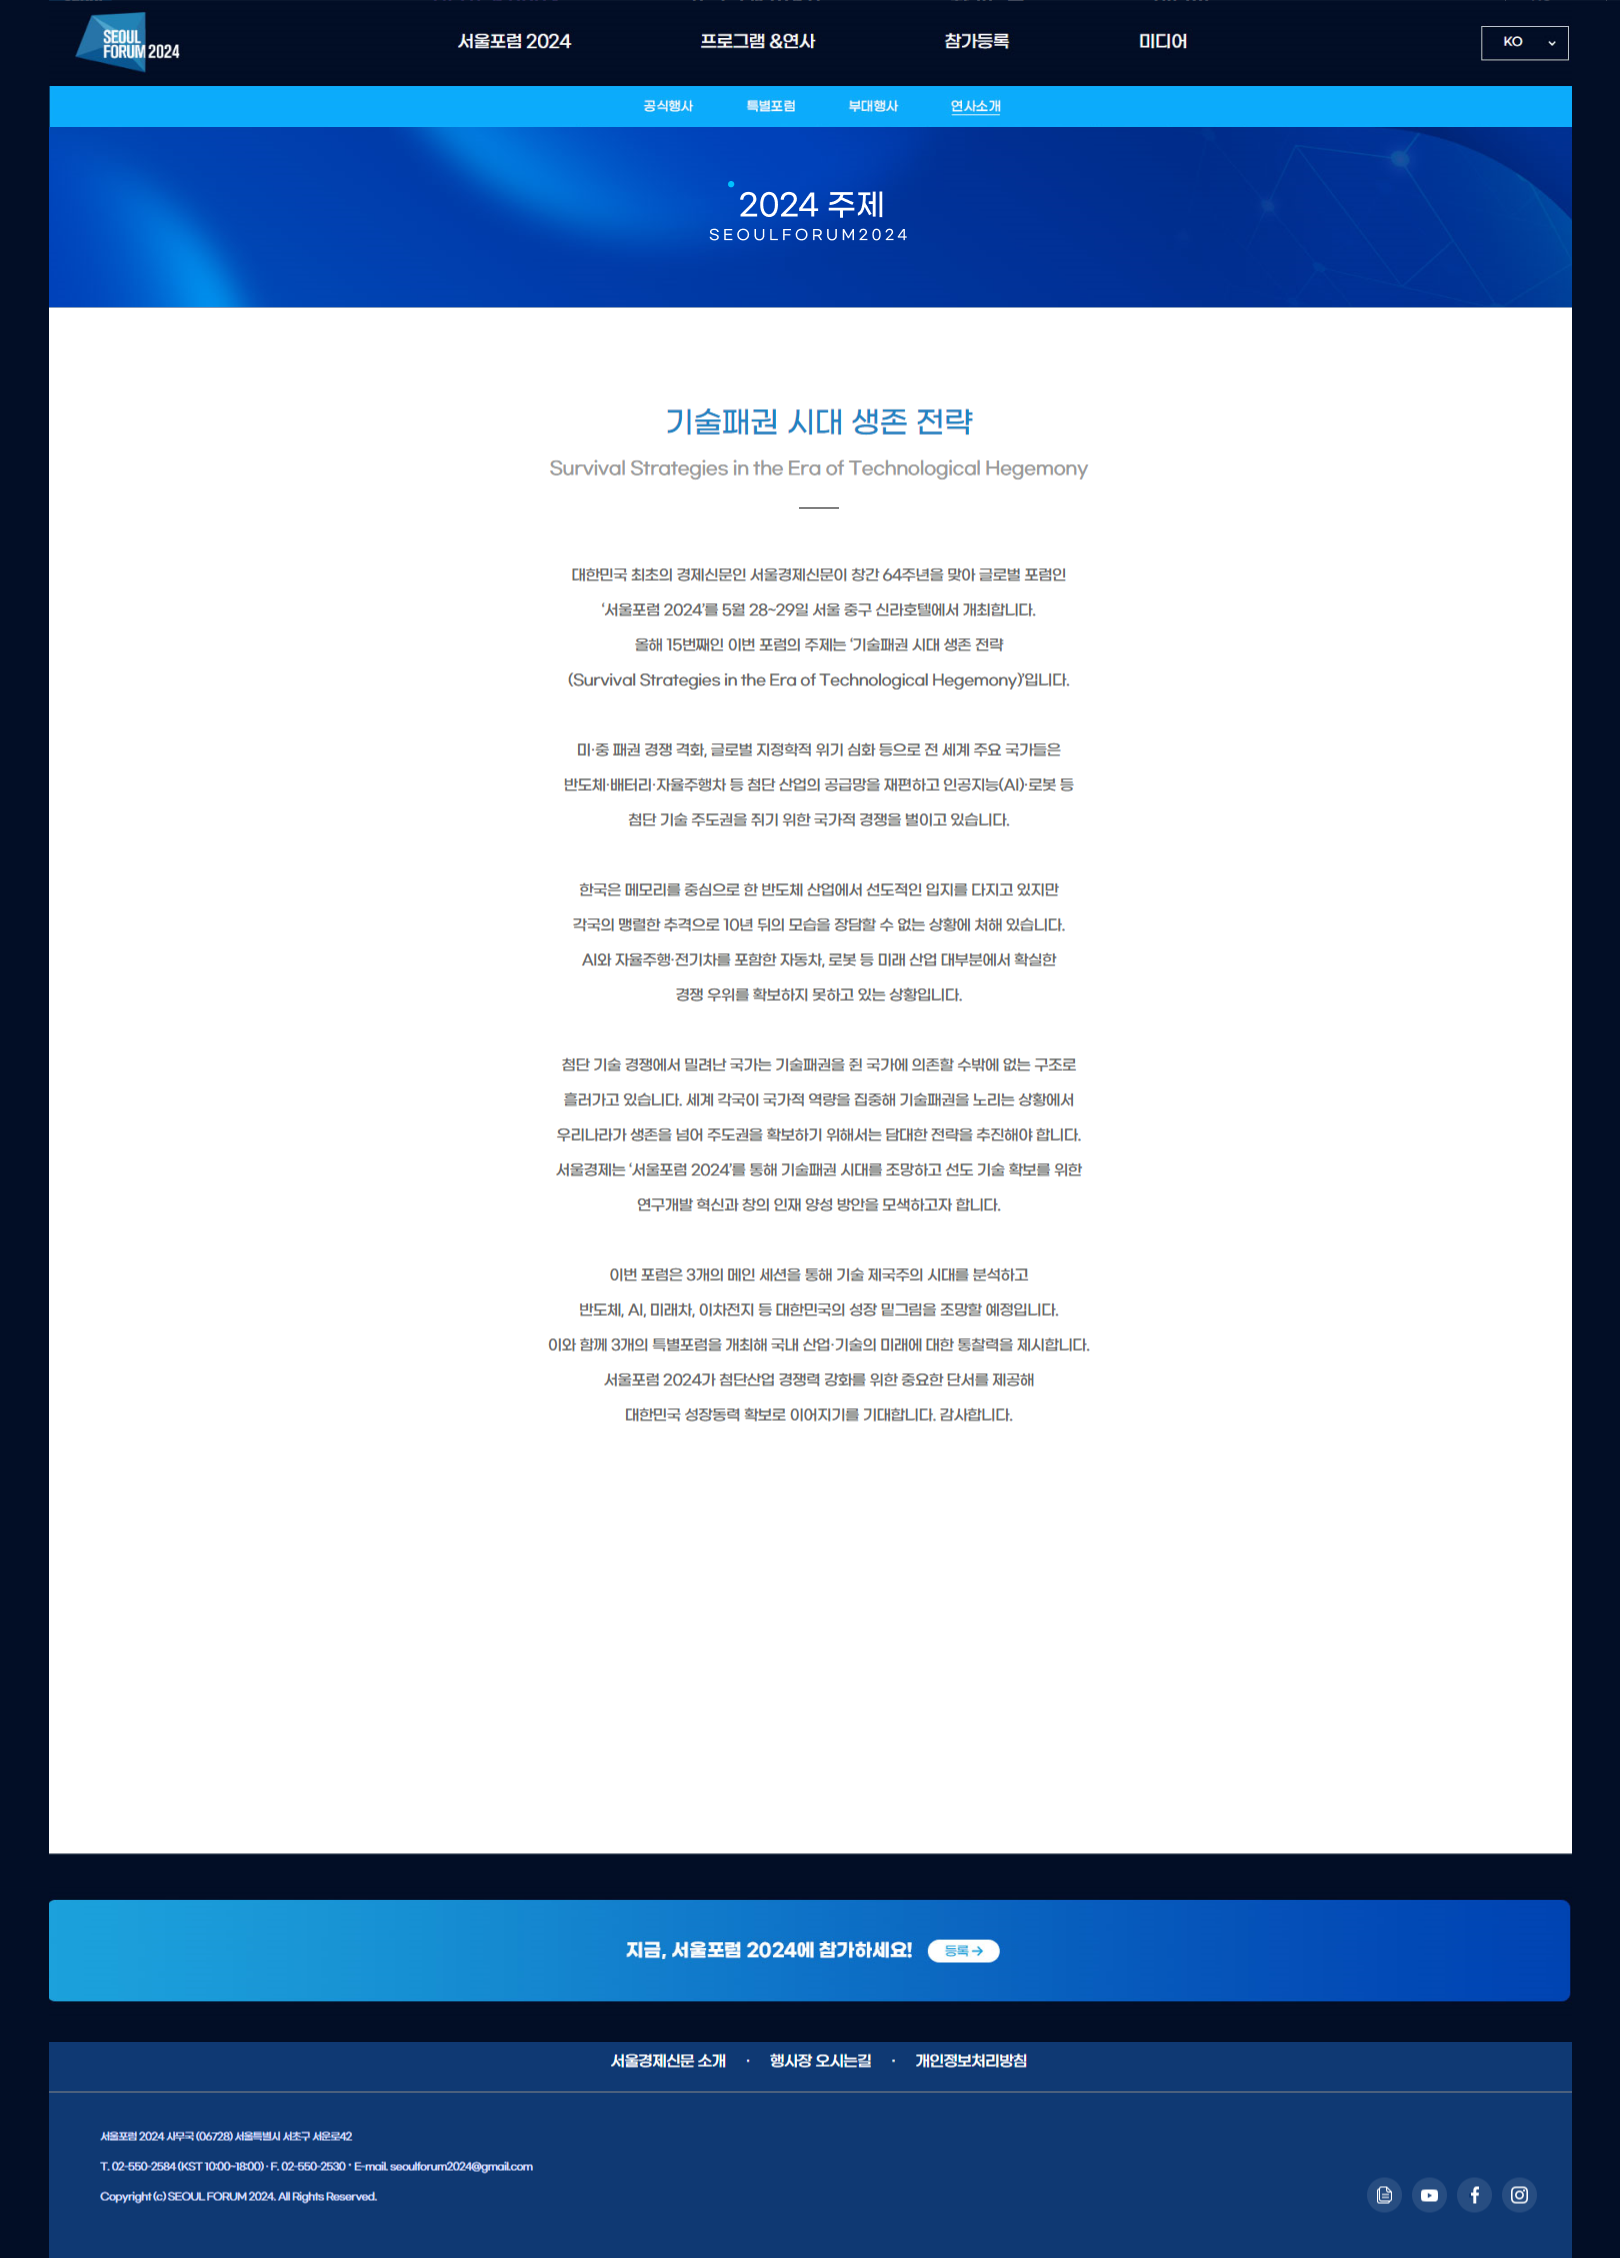 SEOUL
FORUM 2024
서울포럼 2024
프로그램 &연사
참가등록
미디어
KO
공식행사
특별포럼
부대행사
연사소개
2024 주제
SEOULFORUM2024
기술패권 시대 생존 전략
Survival Strategies in the Era of Technological Hegemony
대한민국 최초의 경제신문인 서울경제신문이 창간 64주년을 맞아 글로벌 포럼인
‘서울포럼 2024’를 5월 28~29일 서울 중구 신라호텔에서 개최합니다.
올해 15번째인 이번 포럼의 주제는 ‘기술패권 시대 생존 전략
(Survival Strategies in the Era of Technological Hegemony)’입니다.
미·중 패권 경쟁 격화, 글로벌 지정학적 위기 심화 등으로 전 세계 주요 국가들은
반도체·배터리·자율주행차 등 첨단 산업의 공급망을 재편하고 인공지능(AI)·로봇 등
첨단 기술 주도권을 쥐기 위한 국가적 경쟁을 벌이고 있습니다.
한국은 메모리를 중심으로 한 반도체 산업에서 선도적인 입지를 다지고 있지만
각국의 맹렬한 추격으로 10년 뒤의 모습을 장담할 수 없는 상황에 처해 있습니다.
AI와 자율주행·전기차를 포함한 자동차, 로봇 등 미래 산업 대부분에서 확실한
경쟁 우위를 확보하지 못하고 있는 상황입니다.
첨단 기술 경쟁에서 밀려난 국가는 기술패권을 쥔 국가에 의존할 수밖에 없는 구조로
흘러가고 있습니다. 세계 각국이 국가적 역량을 집중해 기술패권을 노리는 상황에서
우리나라가 생존을 넘어 주도권을 확보하기 위해서는 담대한 전략을 추진해야 합니다.
서울경제는 ‘서울포럼 2024’를 통해 기술패권 시대를 조망하고 선도 기술 확보를 위한
연구개발 혁신과 창의 인재 양성 방안을 모색하고자 합니다.
이번 포럼은 3개의 메인 세션을 통해 기술 제국주의 시대를 분석하고
반도체, AI, 미래차, 이차전지 등 대한민국의 성장 밑그림을 조망할 예정입니다.
이와 함께 3개의 특별포럼을 개최해 국내 산업·기술의 미래에 대한 통찰력을 제시합니다.
서울포럼 2024가 첨단산업 경쟁력 강화를 위한 중요한 단서를 제공해
대한민국 성장동력 확보로 이어지기를 기대합니다. 감사합니다.
지금, 서울포럼 2024에 참가하세요!
등록 →
서울경제신문 소개 · 행사장 오시는길 · 개인정보처리방침
서울포럼 2024 사무국 (06728) 서울특별시 서초구 서운로42
T. 02-550-2584 (KST 10:00~18:00) · F. 02-550-2530 · E-mail. seoulforum2024@gmail.com
Copyright (c) SEOUL FORUM 2024. All Rights Reserved.